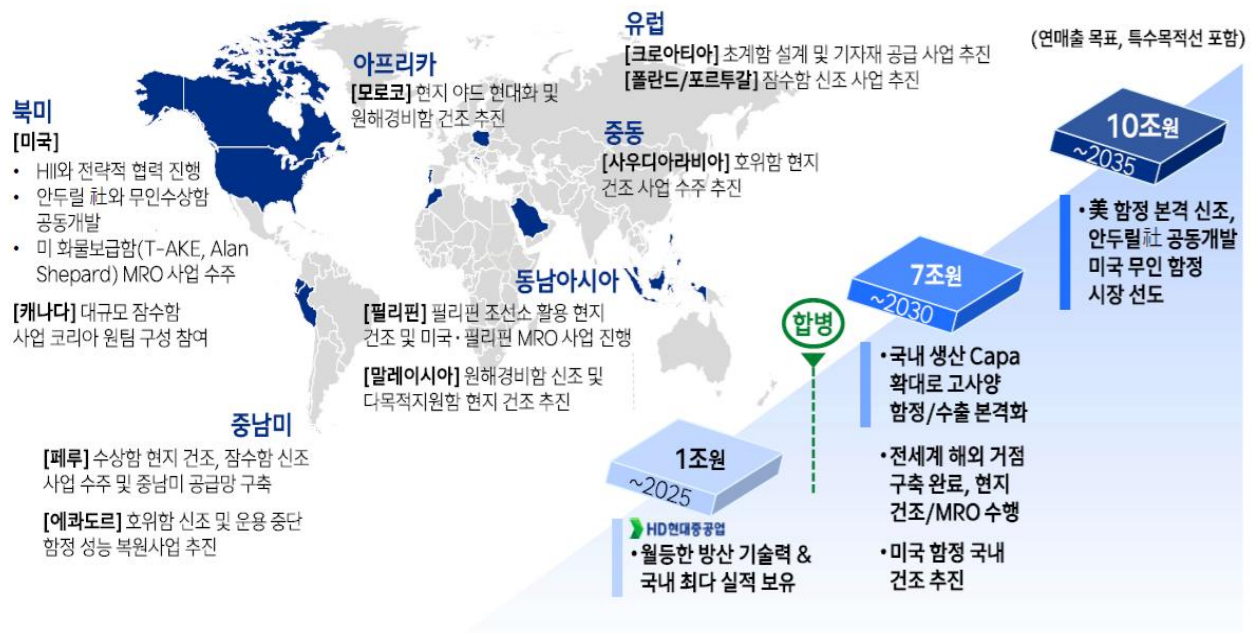 북미
[미국]
• HII와 전략적 협력 진행
• 안두릴 社와 무인수상함
공동개발
• 미 화물보급함(T-AKE, Alan
Shepard) MRO 사업 수주
[캐나다] 대규모 잠수함
사업 코리아 원팀 구성 참여
아프리카
[모로코] 현지 야드 현대화 및
원해경비함 건조 추진
유럽
[크로아티아] 초계함 설계 및 기자재 공급 사업 추진
[폴란드/포르투갈] 잠수함 신조 사업 추진
중동
[사우디아라비아] 호위함 현지
건조 사업 수주 추진
동남아시아
[필리핀] 필리핀 조선소 활용 현지
건조 및 미국·필리핀 MRO 사업 진행
[말레이시아] 원해경비함 신조 및
다목적지원함 현지 건조 추진
중남미
[페루] 수상함 현지 건조, 잠수함 신조
사업 수주 및 중남미 공급망 구축
[에콰도르] 호위함 신조 및 운용 중단
함정 성능 복원사업 추진
(연매출 목표, 특수목적선 포함)
1조원
~2025
HD현대중공업
• 월등한 방산 기술력 &
국내 최다 실적 보유
합병
7조원
~2030
• 국내 생산 Capa
확대로 고사양
함정/수출 본격화
• 전세계 해외 거점
구축 완료, 현지
건조/MRO 수행
• 미국 함정 국내
건조 추진
10조원
~2035
• 美 함정 본격 신조,
안두릴社 공동개발
미국 무인 함정
시장 선도